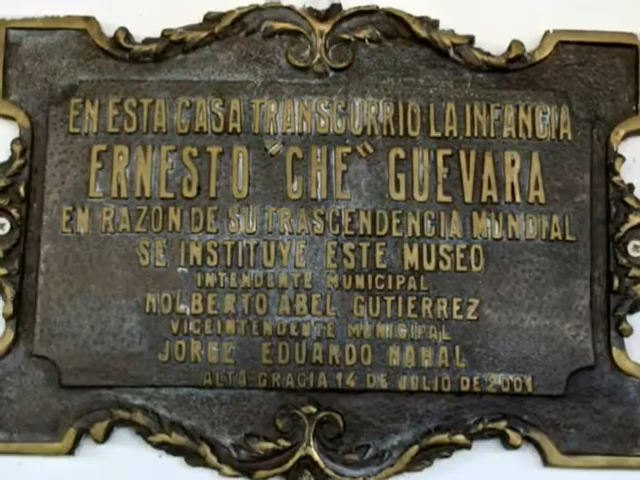 EN ESTA CASA TRANSCURRIO LA INFANCIA
ERNESTO "CHE" GUEVARA
EN RAZON DE SU TRASCENDENCIA MUNDIAL
SE INSTITUYE ESTE MUSEO
INTENDENTE MUNICIPAL
NOLBERTO ABEL GUTIERREZ
VICEINTENDENTE MUNICIPAL
JORGE EDUARDO NAHAL
ALTA GRACIA 14 DE JULIO DE 2001